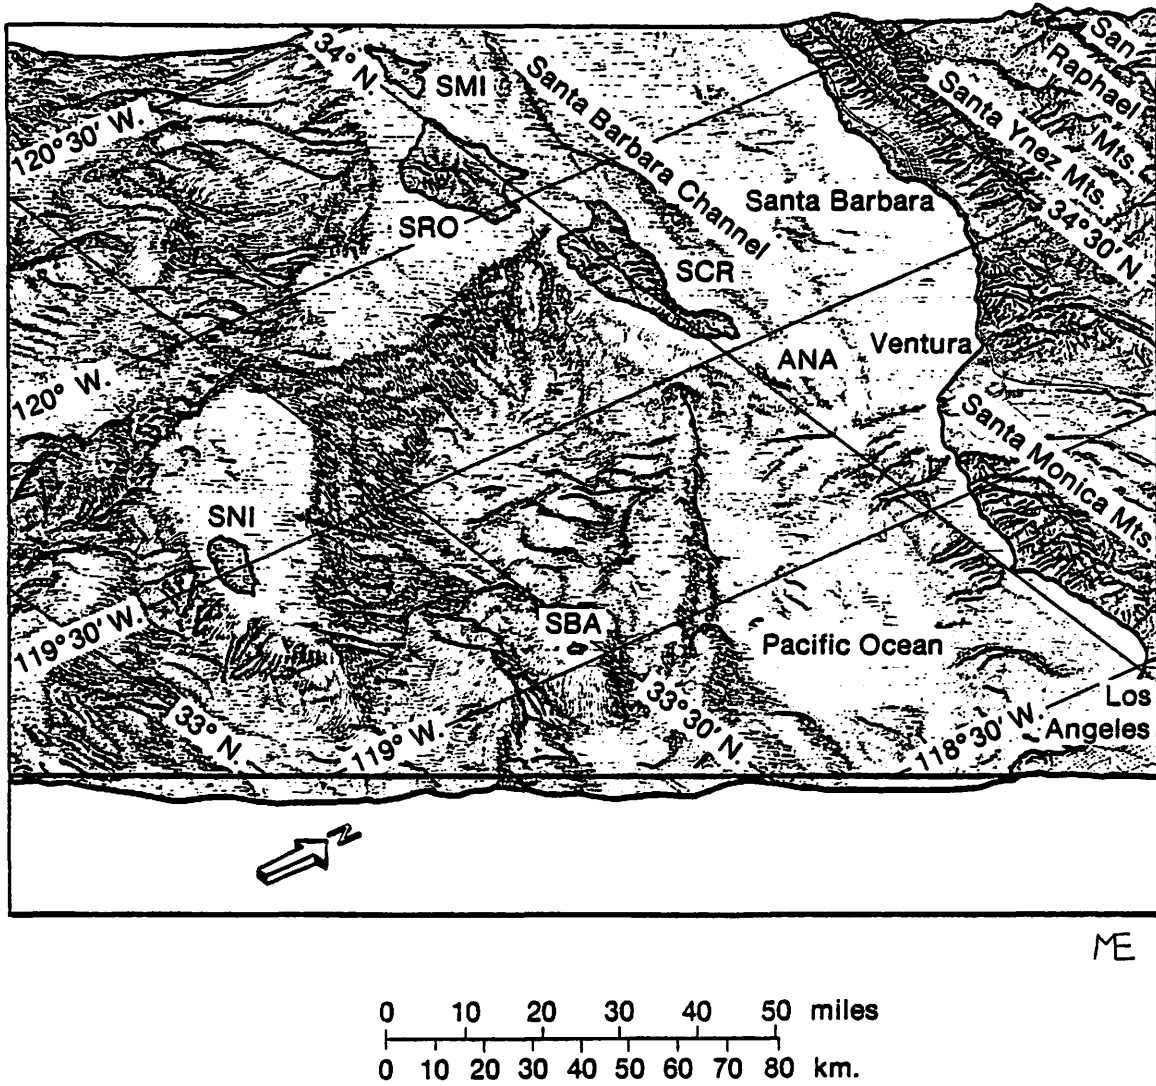 34° N
SMI
Santa Barbara Channel
San
Raphael
Mts.
Santa Ynez Mts.
120° 30' W.
SRO
Santa Barbara
34° 30' N
SCR
ANA
Ventura
120° W.
Santa Monica Mts.
SNI
SBA
119° 30' W.
Pacific Ocean
33° N.
119° W.
33° 30' N.
118° 30' W.
Los
Angeles
N
ME
0 10 20 30 40 50 miles
0 10 20 30 40 50 60 70 80 km.